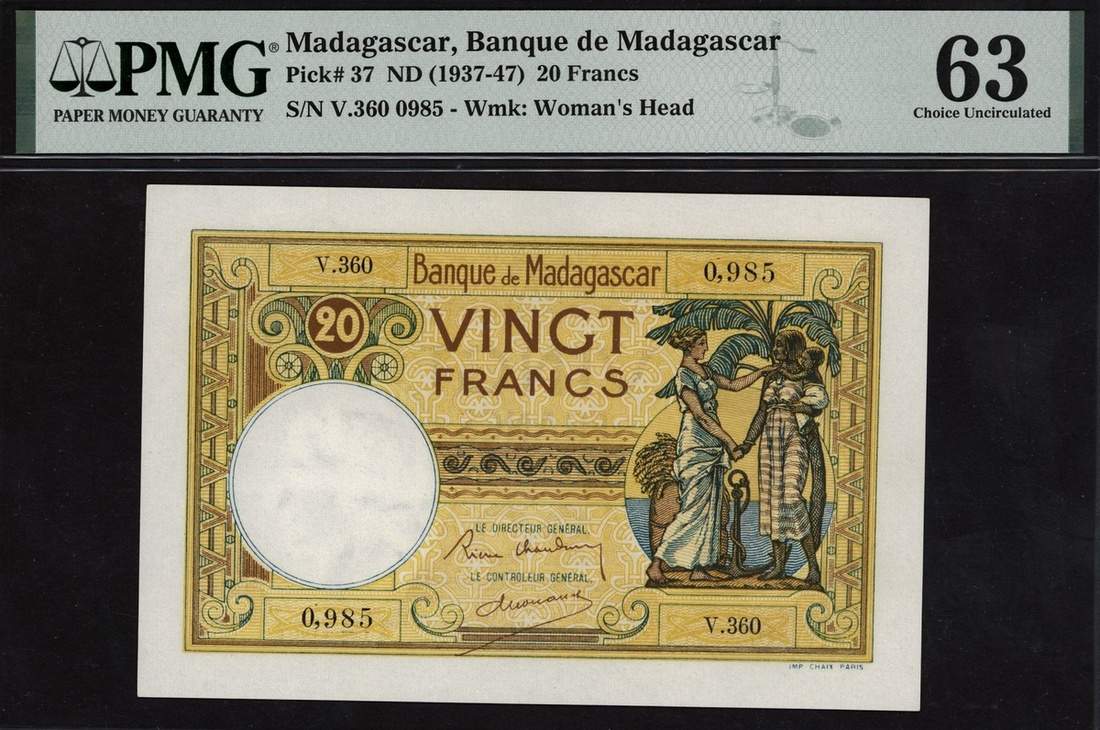 PMG®
PAPER MONEY GUARANTY
Madagascar, Banque de Madagascar
Pick# 37 ND (1937-47) 20 Francs
S/N V.360 0985 - Wmk: Woman's Head
63
Choice Uncirculated
V.360
Banque de Madagascar
0,985
20
VINGT
FRANCS
LE DIRECTEUR GÉNÉRAL,
LE CONTROLEUR GÉNÉRAL,
0,985
V.360
IMP CHAIX PARIS